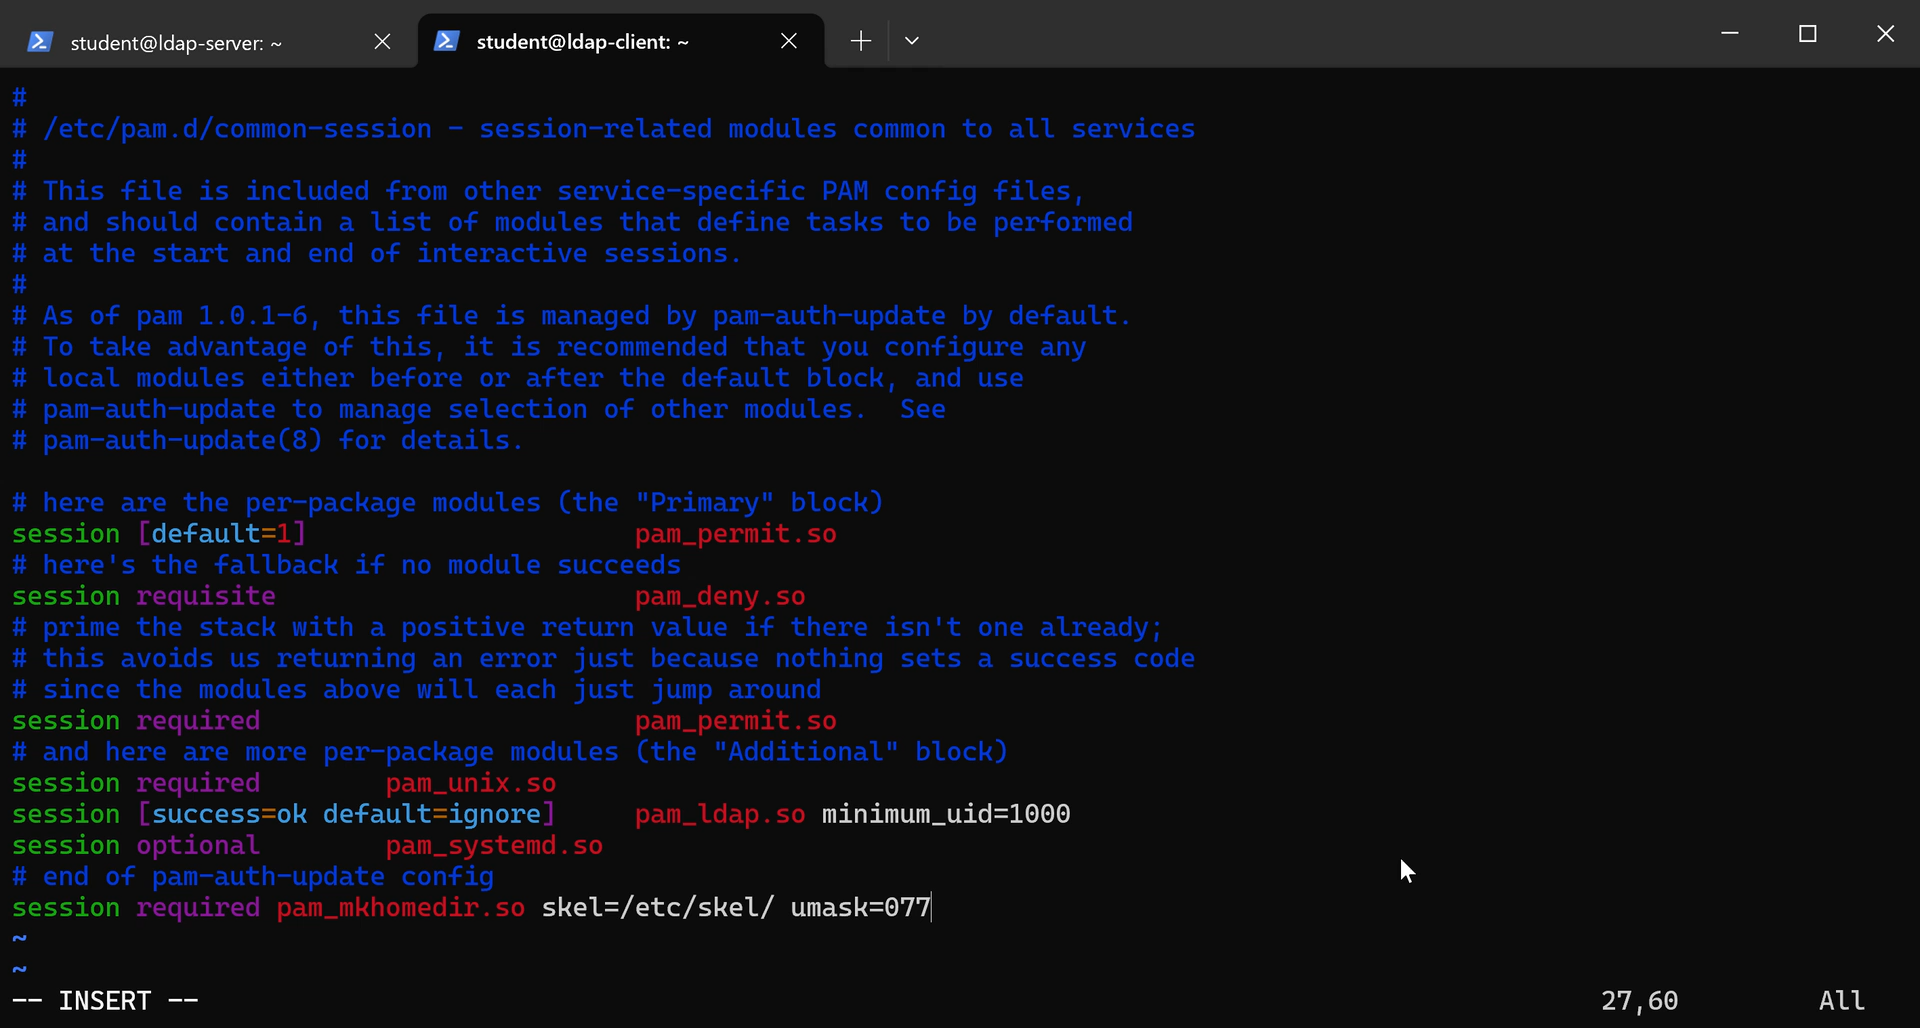 student@ldap-server: ~
student@ldap-client: ~
#
# /etc/pam.d/common-session - session-related modules common to all services
#
# This file is included from other service-specific PAM config files,
# and should contain a list of modules that define tasks to be performed
# at the start and end of interactive sessions.
#
# As of pam 1.0.1-6, this file is managed by pam-auth-update by default.
# To take advantage of this, it is recommended that you configure any
# local modules either before or after the default block, and use
# pam-auth-update to manage selection of other modules.  See
# pam-auth-update(8) for details.

# here are the per-package modules (the "Primary" block)
session [default=1]                     pam_permit.so
# here's the fallback if no module succeeds
session requisite                       pam_deny.so
# prime the stack with a positive return value if there isn't one already;
# this avoids us returning an error just because nothing sets a success code
# since the modules above will each just jump around
session required                        pam_permit.so
# and here are more per-package modules (the "Additional" block)
session required        pam_unix.so
session [success=ok default=ignore]     pam_ldap.so minimum_uid=1000
session optional        pam_systemd.so
# end of pam-auth-update config
session required pam_mkhomedir.so skel=/etc/skel/ umask=077
~
~
-- INSERT --                    27,60         All